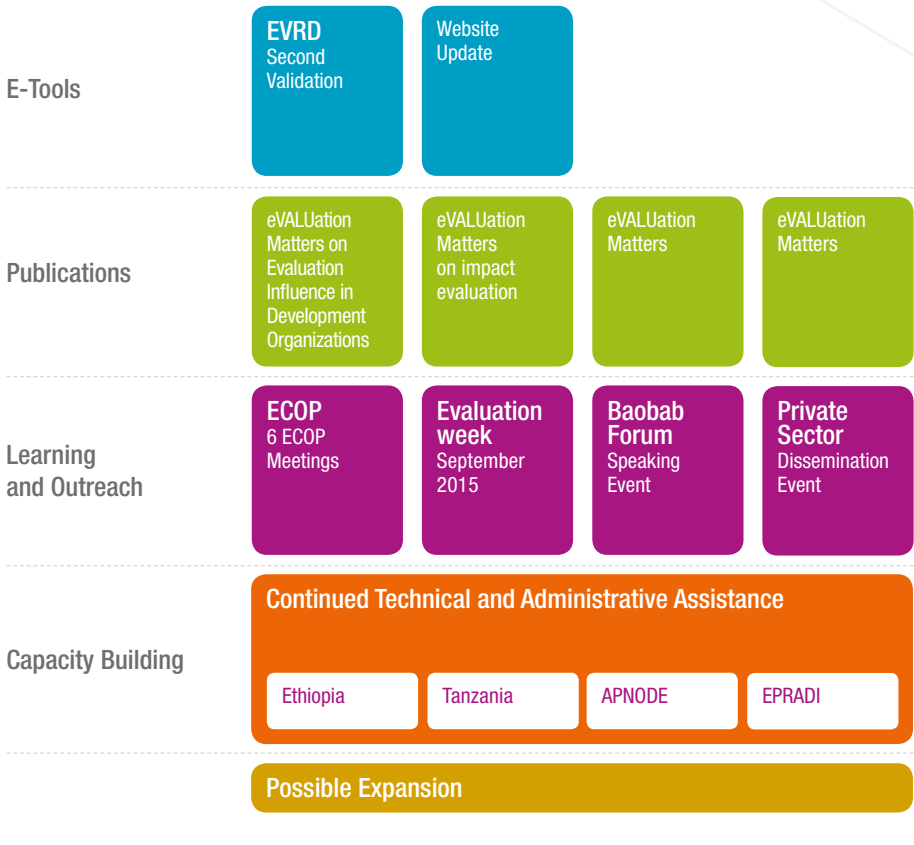 E-Tools
EVRD
Second
Validation
Website
Update
Publications
eVALUation
Matters on
Evaluation
Influence in
Development
Organizations
eVALUation
Matters
on impact
evaluation
eVALUation
Matters
eVALUation
Matters
Learning
and Outreach
ECOP
6 ECOP
Meetings
Evaluation
week
September
2015
Baobab
Forum
Speaking
Event
Private
Sector
Dissemination
Event
Capacity Building
Continued Technical and Administrative Assistance
Ethiopia
Tanzania
APNODE
EPRADI
Possible Expansion